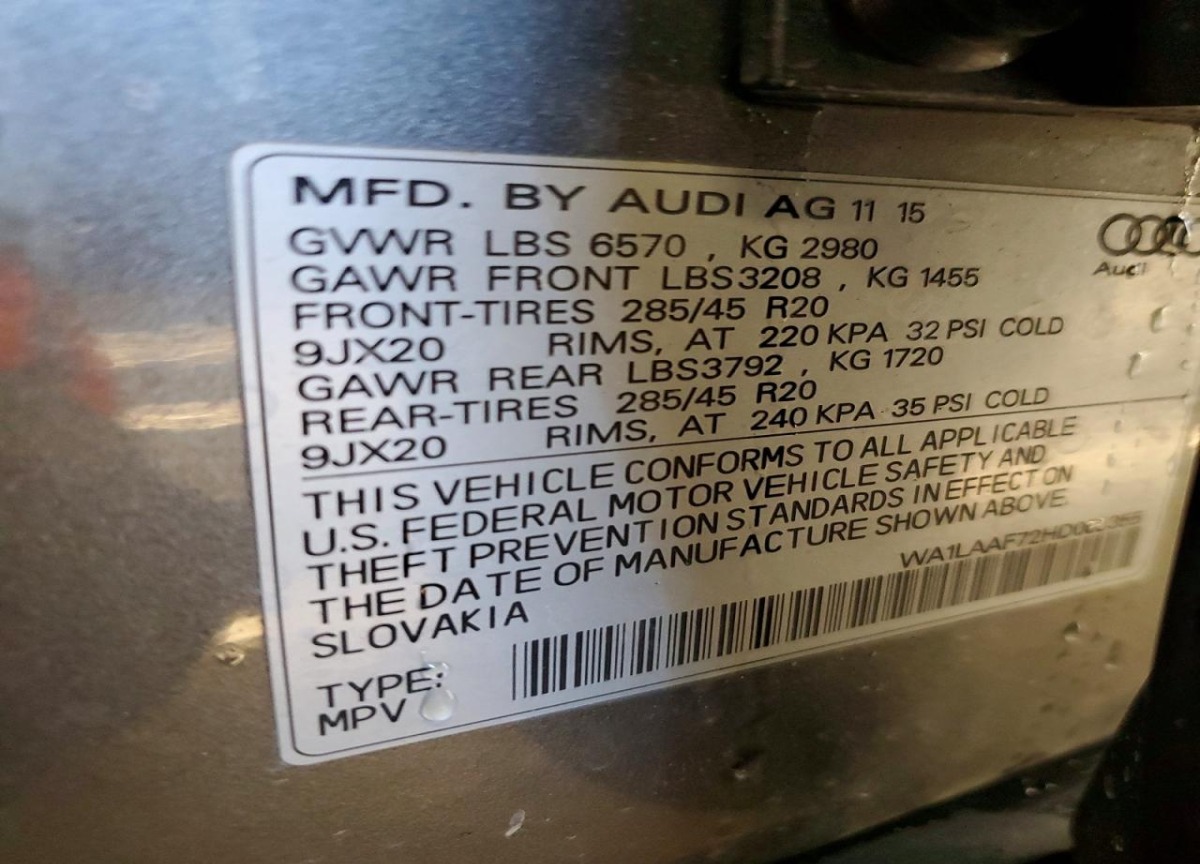 MFD. BY AUDI AG 11 15
GVWR LBS 6570 , KG 2980
GAWR FRONT LBS3208 , KG 1455
FRONT-TIRES 285/45 R20
9JX20 RIMS, AT 220 KPA 32 PSI COLD
GAWR REAR LBS3792 , KG 1720
REAR-TIRES 285/45 R20
9JX20 RIMS, AT 240 KPA 35 PSI COLD
Audi
THIS VEHICLE CONFORMS TO ALL APPLICABLE
U.S. FEDERAL MOTOR VEHICLE SAFETY AND
THEFT PREVENTION STANDARDS IN EFFECT ON
THE DATE OF MANUFACTURE SHOWN ABOVE.
SLOVAKIA
TYPE:
MPV